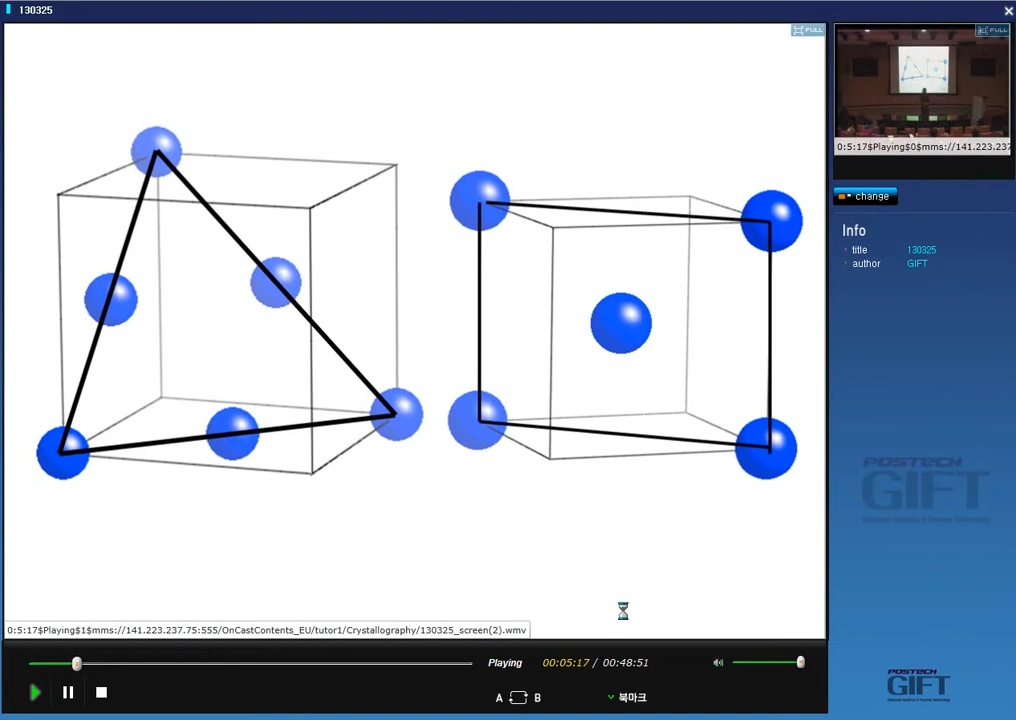 130325
FULL
FULL
0:5:17$Playing$0$mms://141.223.237
change
Info
title 130325
author GIFT
POSTECH
GIFT
0:5:17$Playing$1$mms://141.223.237.75:555/OnCastContents_EU/tutor1/Crystallography/130325_screen(2).wmv
Playing 00:05:17 / 00:48:51
A B 북마크
POSTECH
GIFT